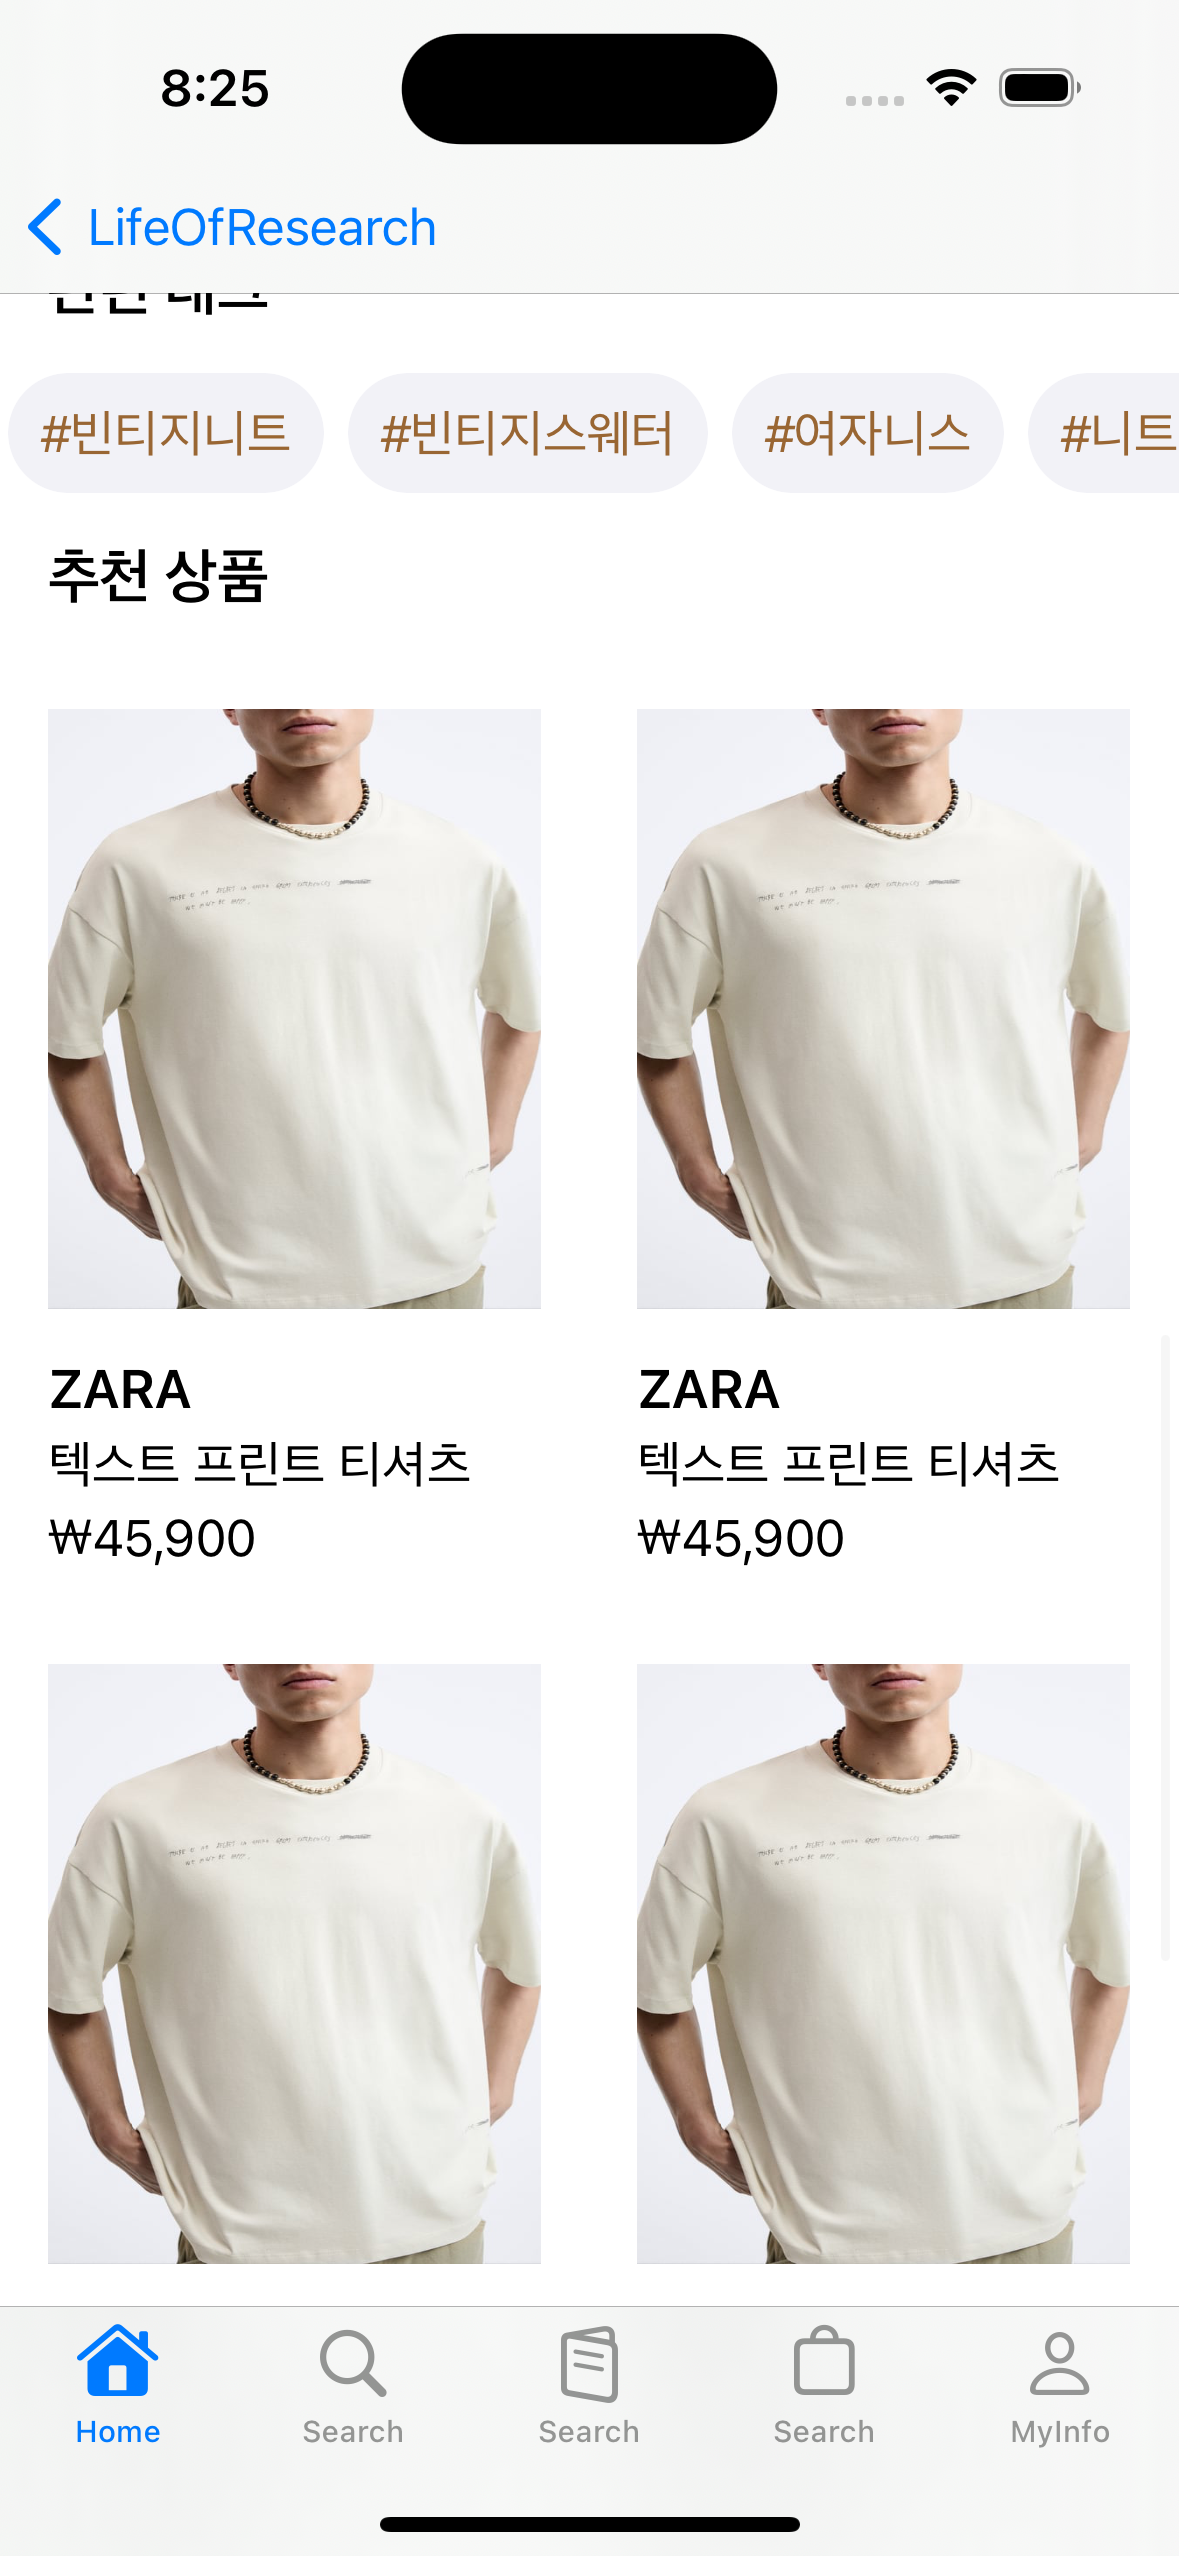 8:25
LifeOfResearch
#빈티지니트
#빈티지스웨터
#여자니스
#니트
추천 상품
ZARA
ZARA
텍스트 프린트 티셔츠
텍스트 프린트 티셔츠
₩45,900
₩45,900
Home
Search
Search
Search
MyInfo